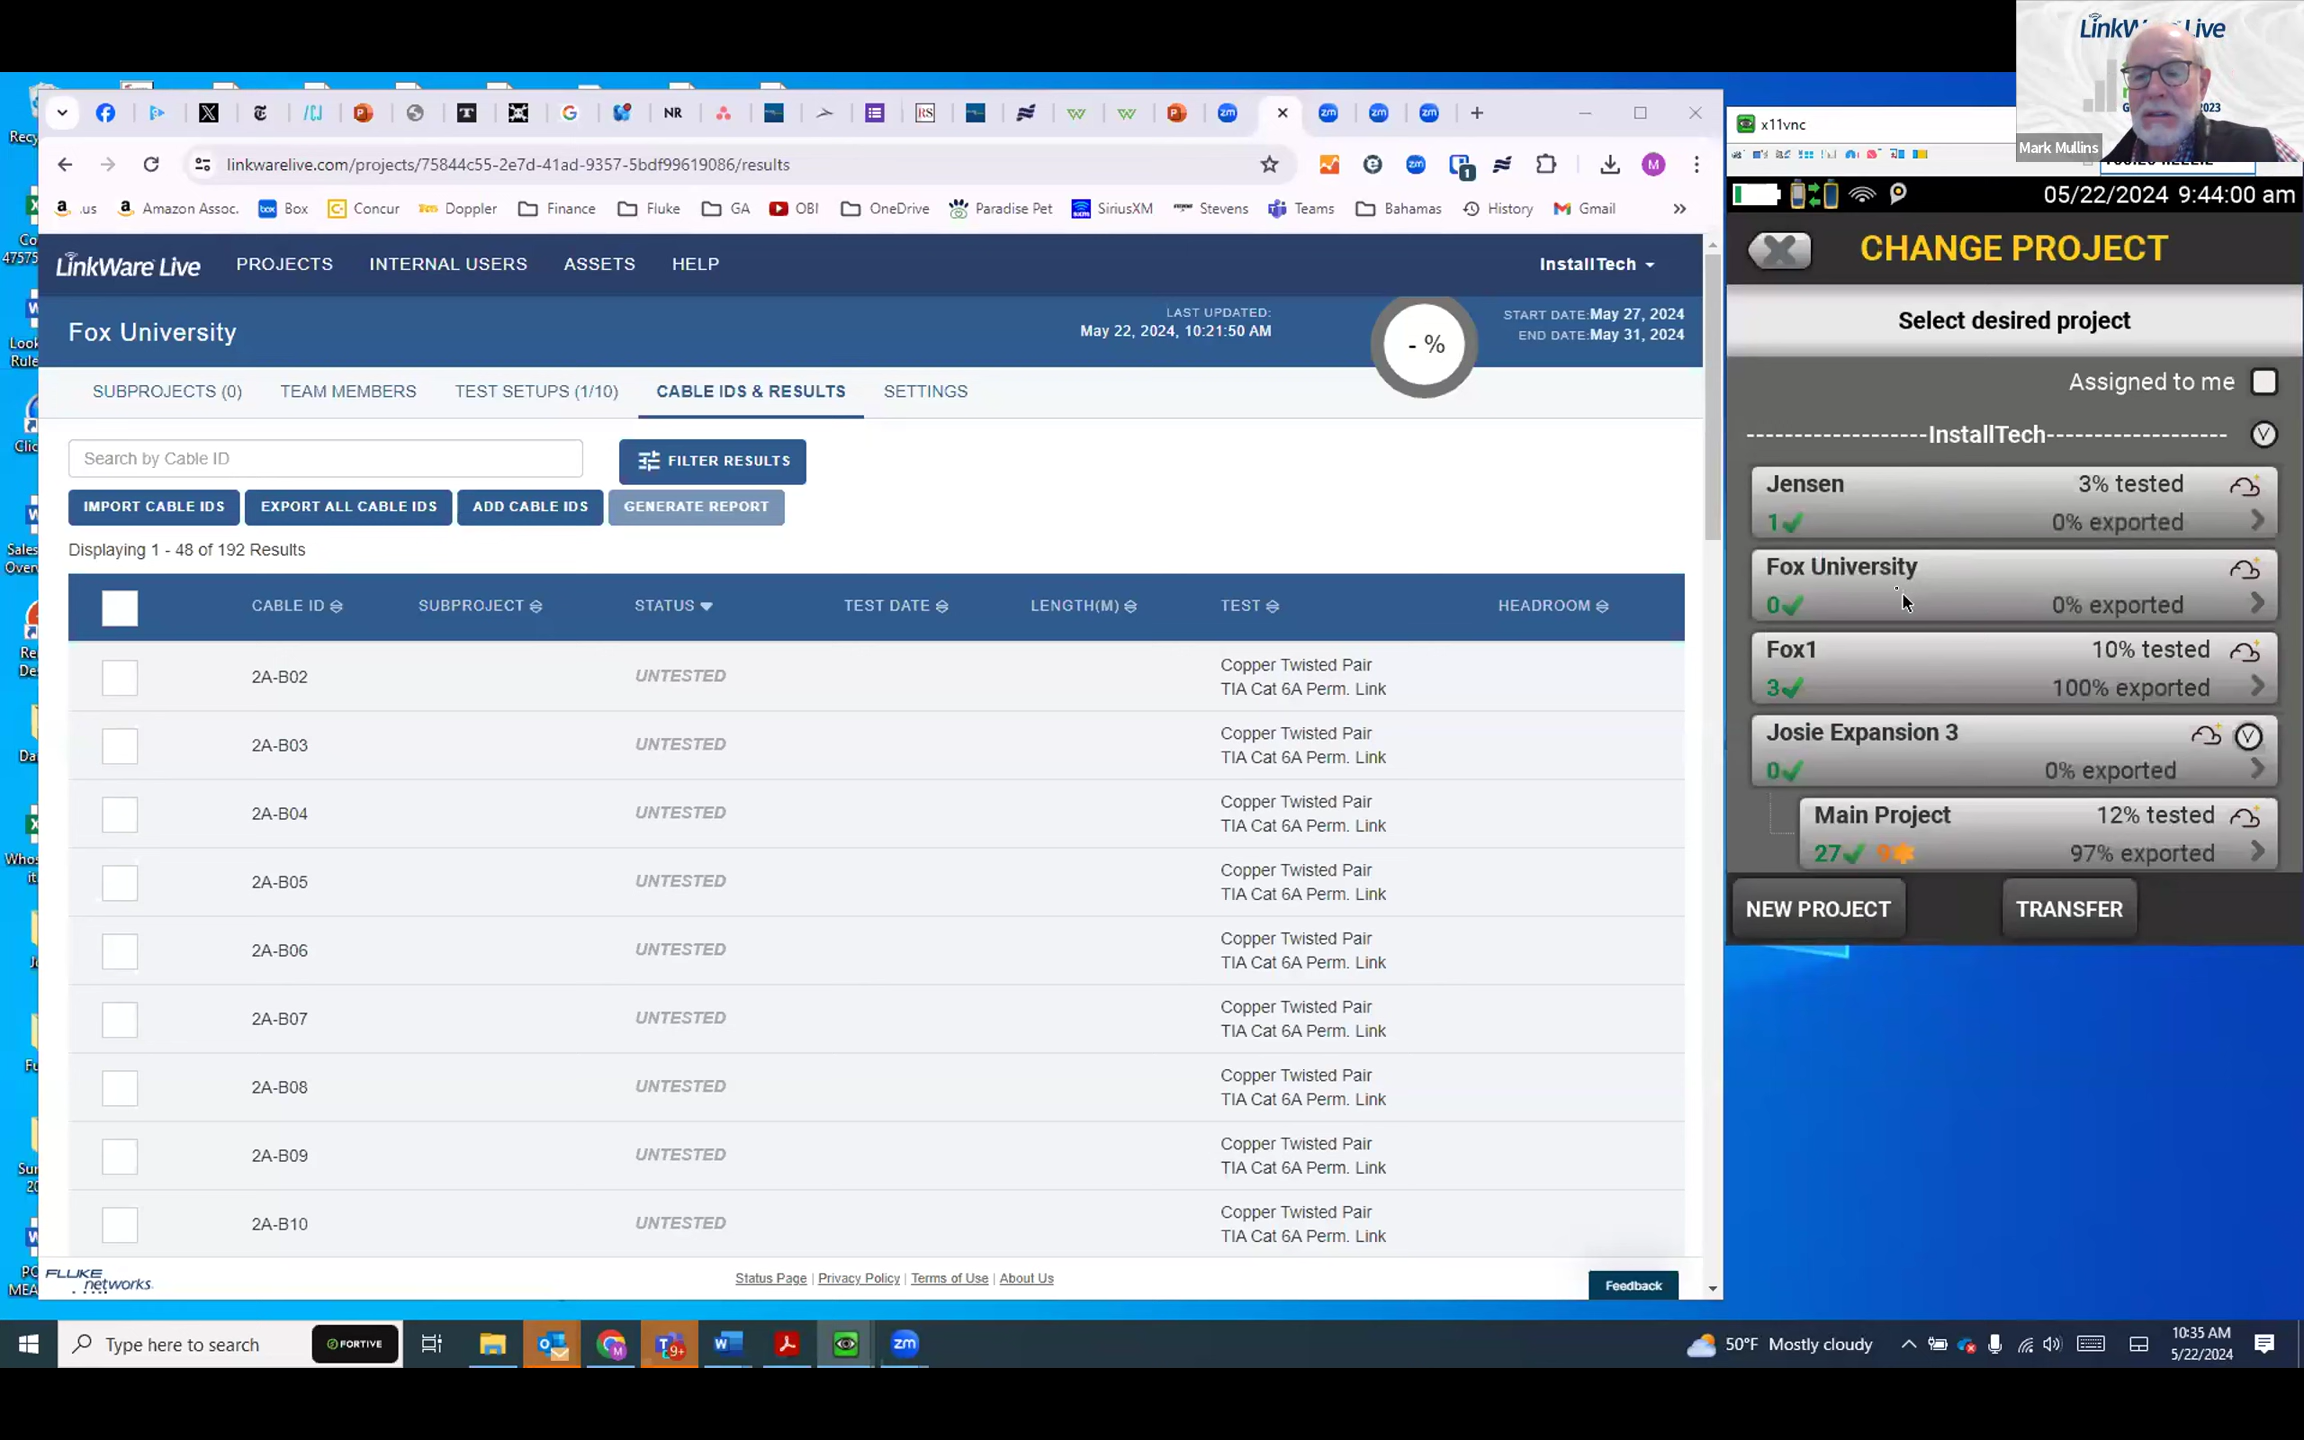 linkwarelive.com/projects/75844c55-2e7d-41ad-9357-5bdf99619086/results
.us
Amazon Assoc.
Box
Concur
Doppler
Finance
Fluke
GA
OBI
OneDrive
Paradise Pet
SiriusXM
Stevens
Teams
Bahamas
History
Gmail
LinkWare Live
PROJECTS
INTERNAL USERS
ASSETS
HELP
InstallTech
Fox University
LAST UPDATED:
May 22, 2024, 10:21:50 AM
- %
START DATE:May 27, 2024
END DATE:May 31, 2024
SUBPROJECTS (0)
TEAM MEMBERS
TEST SETUPS (1/10)
CABLE IDS & RESULTS
SETTINGS
Search by Cable ID
FILTER RESULTS
IMPORT CABLE IDS
EXPORT ALL CABLE IDS
ADD CABLE IDS
GENERATE REPORT
Displaying 1 - 48 of 192 Results
CABLE ID
SUBPROJECT
STATUS
TEST DATE
LENGTH(M)
TEST
HEADROOM
2A-B02
UNTESTED
Copper Twisted Pair
TIA Cat 6A Perm. Link
2A-B03
UNTESTED
Copper Twisted Pair
TIA Cat 6A Perm. Link
2A-B04
UNTESTED
Copper Twisted Pair
TIA Cat 6A Perm. Link
2A-B05
UNTESTED
Copper Twisted Pair
TIA Cat 6A Perm. Link
2A-B06
UNTESTED
Copper Twisted Pair
TIA Cat 6A Perm. Link
2A-B07
UNTESTED
Copper Twisted Pair
TIA Cat 6A Perm. Link
2A-B08
UNTESTED
Copper Twisted Pair
TIA Cat 6A Perm. Link
2A-B09
UNTESTED
Copper Twisted Pair
TIA Cat 6A Perm. Link
2A-B10
UNTESTED
Copper Twisted Pair
TIA Cat 6A Perm. Link
FLUKE
networks.
Status Page | Privacy Policy | Terms of Use | About Us
Feedback
Live
Mark Mullins
x11vnc
05/22/2024 9:44:00 am
CHANGE PROJECT
Select desired project
Assigned to me
InstallTech
Jensen
3% tested
1
0% exported
Fox University
0
0% exported
Fox1
10% tested
3
100% exported
Josie Expansion 3
0
0% exported
Main Project
12% tested
27
9
97% exported
NEW PROJECT
TRANSFER
Type here to search
FORTIVE
50°F Mostly cloudy
10:35 AM
5/22/2024